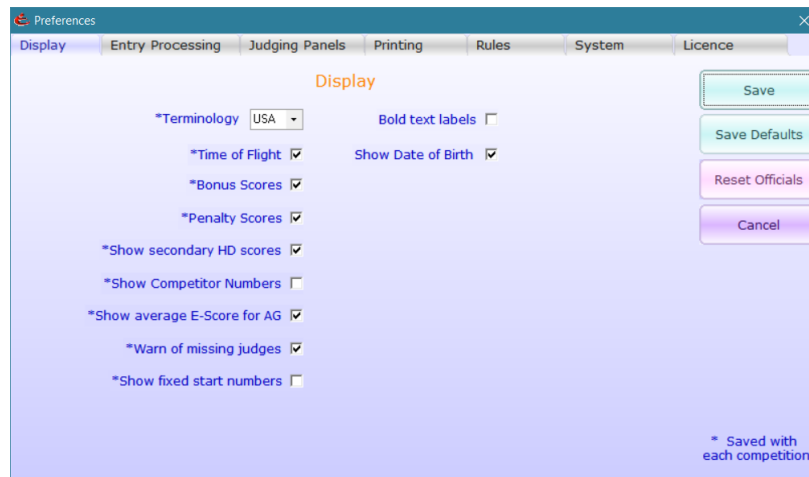 Preferences
Display Entry Processing Judging Panels Printing Rules System Licence
Display
*Terminology USA
Bold text labels
*Time of Flight
Show Date of Birth
*Bonus Scores
*Penalty Scores
*Show secondary HD scores
*Show Competitor Numbers
*Show average E-Score for AG
*Warn of missing judges
*Show fixed start numbers
Save
Save Defaults
Reset Officials
Cancel
* Saved with
each competition